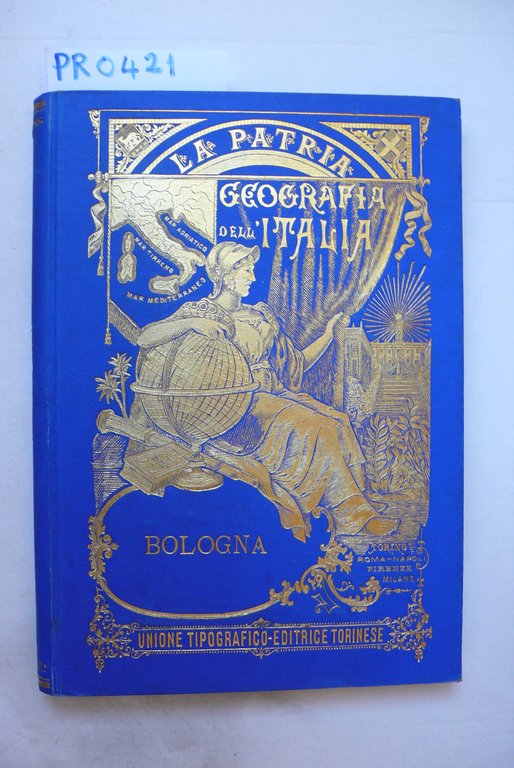 PR0421
LA PATRIA
GEOGRAFIA
DELL'ITALIA
MAR ADRIATICO
MAR TIRRENO
MAR MEDITERRANEO
BOLOGNA
TORINO
ROMA-NAPOLI
FIRENZE
MILANO
UNIONE TIPOGRAFICO-EDITRICE TORINESE